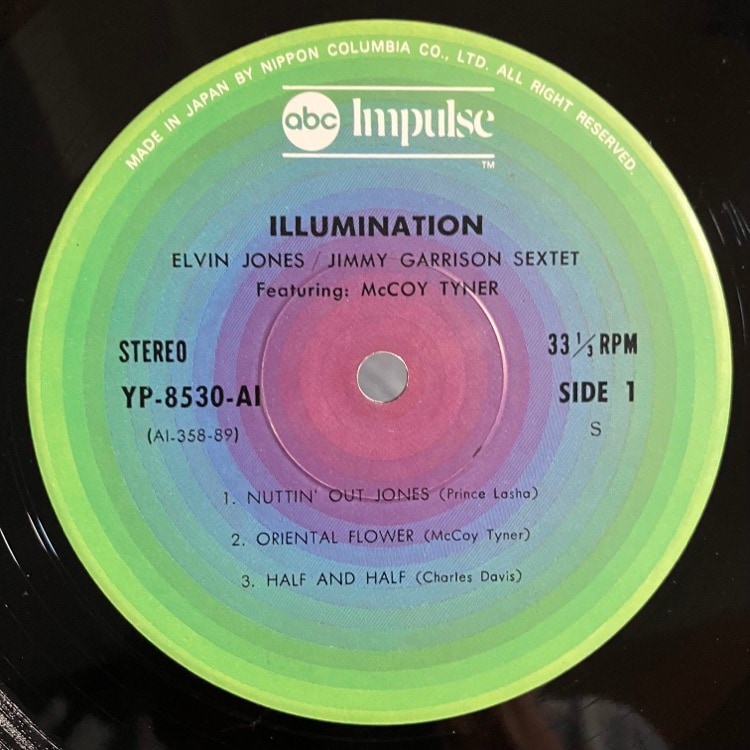 MADE IN JAPAN BY NIPPON COLUMBIA CO., LTD. ALL RIGHT RESERVED.
abc Impulse
TM
ILLUMINATION
ELVIN JONES / JIMMY GARRISON SEXTET
Featuring: McCOY TYNER
STEREO 33 1/3 RPM
YP-8530-AI SIDE 1
(AI-358-89) S
1. NUTTIN' OUT JONES (Prince Lasha)
2. ORIENTAL FLOWER (McCoy Tyner)
3. HALF AND HALF (Charles Davis)